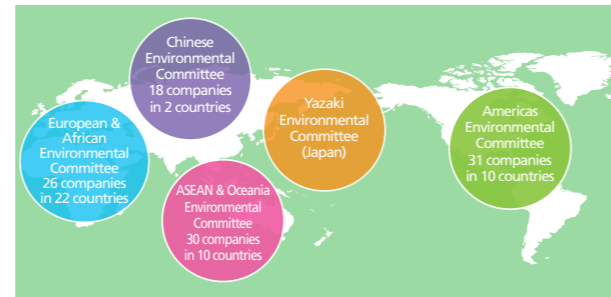 Chinese
Environmental
Committee
18 companies
in 2 countries
European &
African
Environmental
Committee
26 companies
in 22 countries
Yazaki
Environmental
Committee
(Japan)
Americas
Environmental
Committee
31 companies
in 10 countries
ASEAN & Oceania
Environmental
Committee
30 companies
in 10 countries